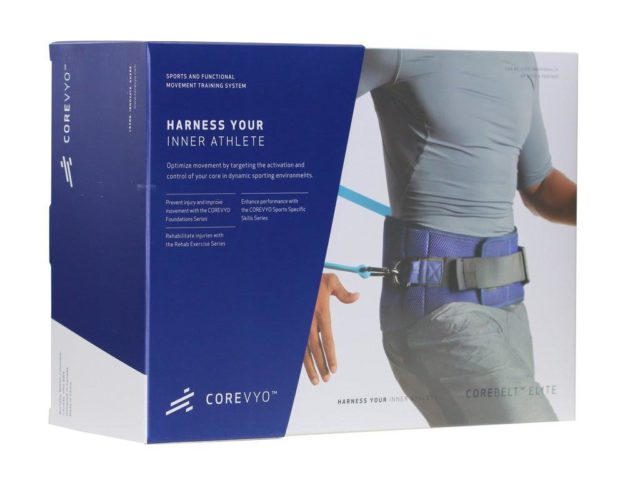 SPORTS AND FUNCTIONAL
MOVEMENT TRAINING SYSTEM
HARNESS YOUR
INNER ATHLETE
Optimize movement by targeting the activation and
control of your core in dynamic sporting environments.
Prevent injury and improve
movement with the COREVYO
Foundations Series
Enhance performance with
the COREVYO Sports Specific
Skills Series
Rehabilitate injuries with
the Rehab Exercise Series
COREVYO™
COREVYO™
HARNESS YOUR INNER ATHLETE
COREBELT™ ELITE